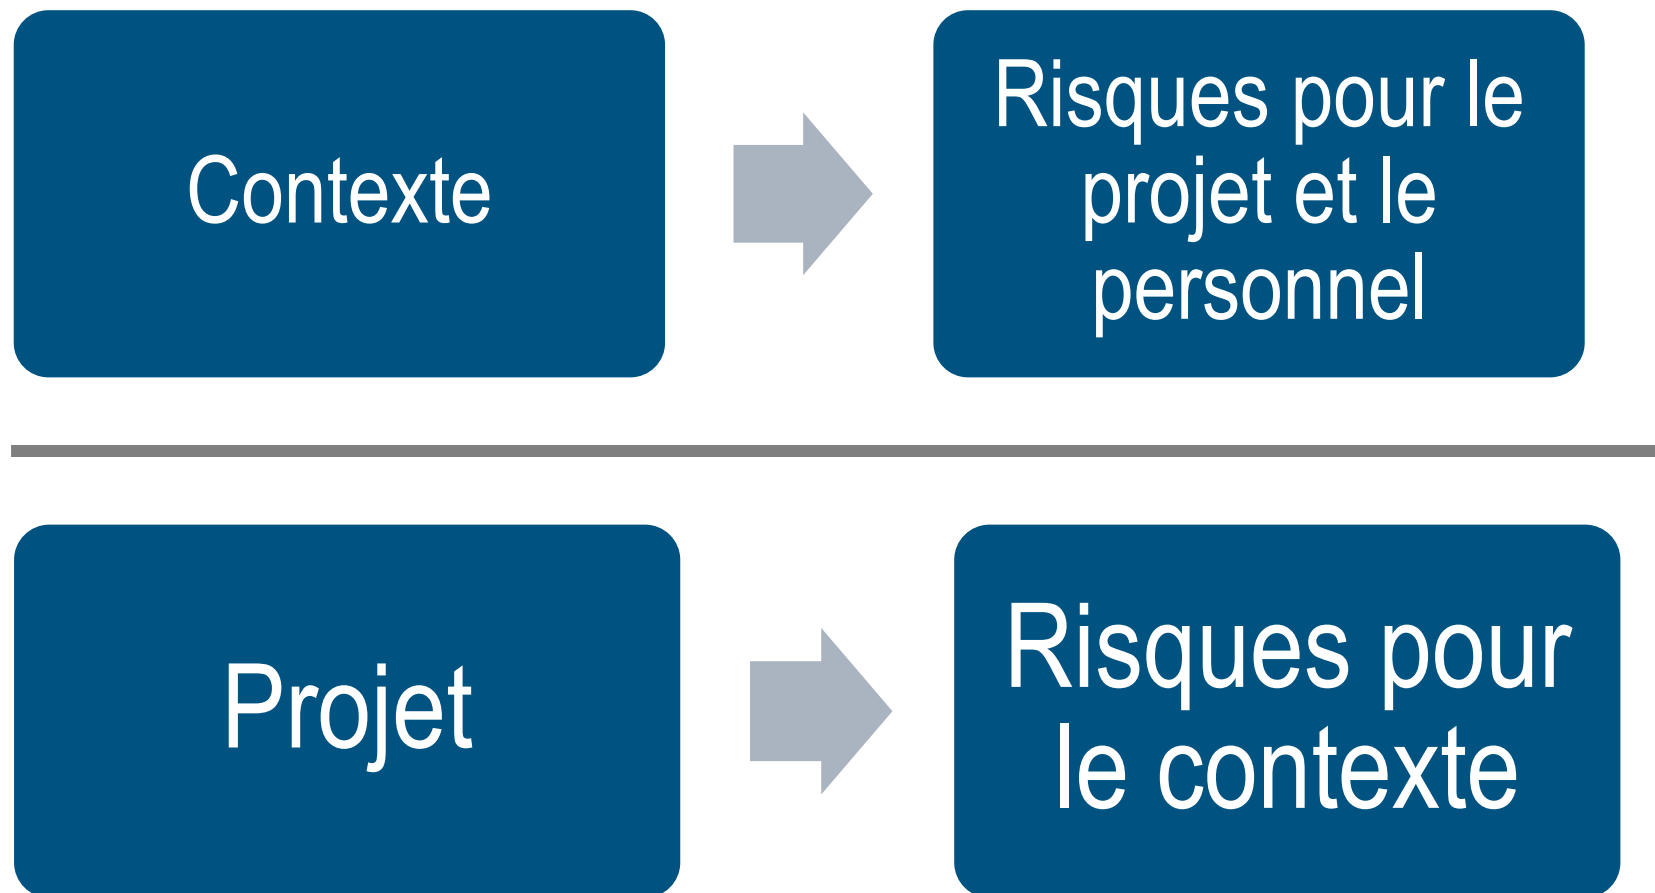 Contexte
Risques pour le
projet et le
personnel
Projet
Risques pour
le contexte